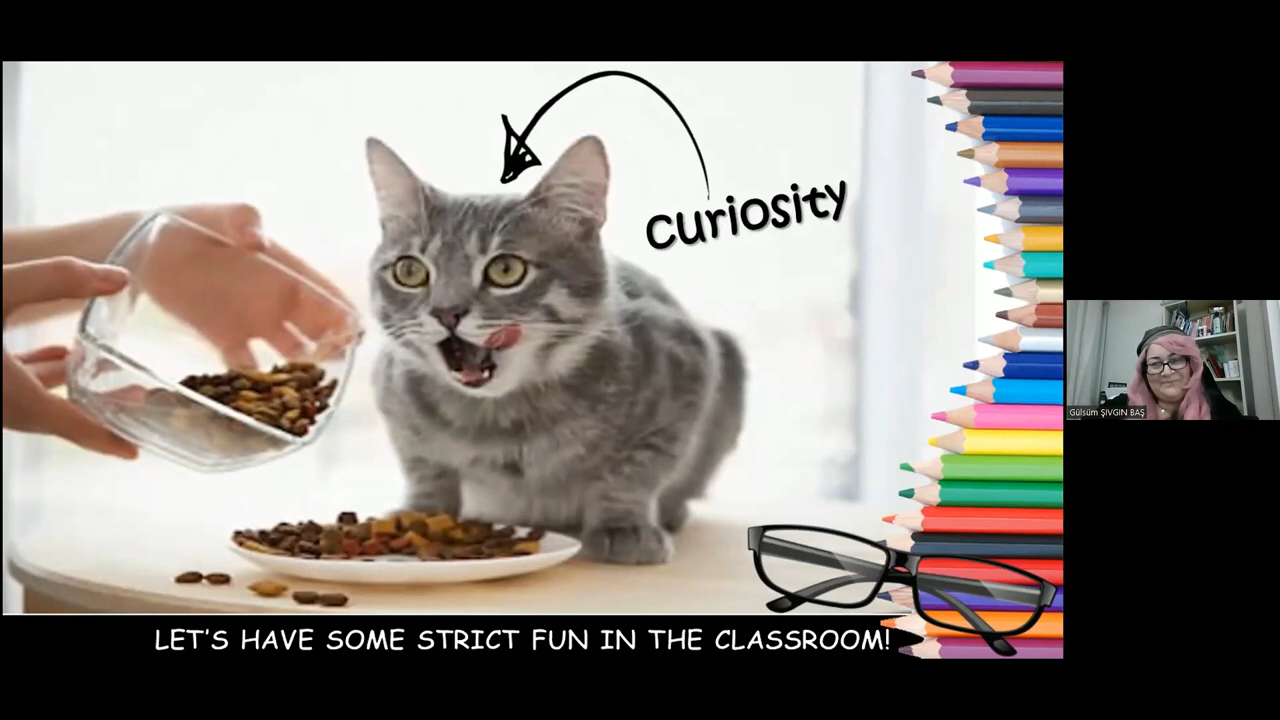 curiosity
Gülsüm ŞIVGIN BAŞ
LET'S HAVE SOME STRICT FUN IN THE CLASSROOM!